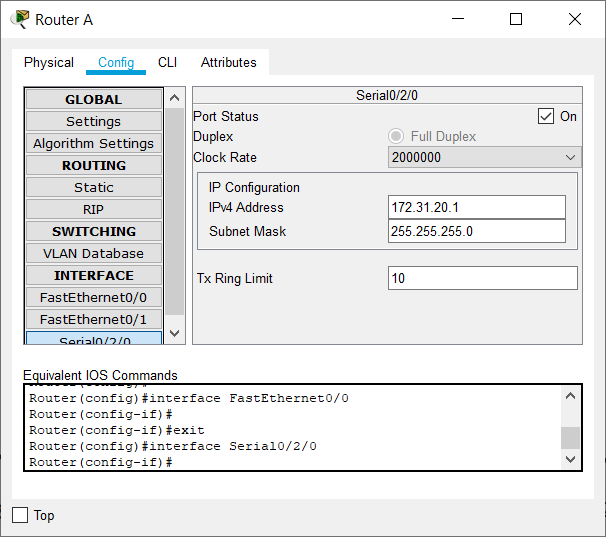 Router A
Physical Config CLI Attributes
GLOBAL
Settings
Algorithm Settings
ROUTING
Static
RIP
SWITCHING
VLAN Database
INTERFACE
FastEthernet0/0
FastEthernet0/1
Serial0/2/0
Serial0/2/0
Port Status On
Duplex Full Duplex
Clock Rate 2000000
IP Configuration
IPv4 Address 172.31.20.1
Subnet Mask 255.255.255.0
Tx Ring Limit 10
Equivalent IOS Commands
Router(config)#
Router(config)#interface FastEthernet0/0
Router(config-if)#
Router(config-if)#exit
Router(config)#interface Serial0/2/0
Router(config-if)#
Top